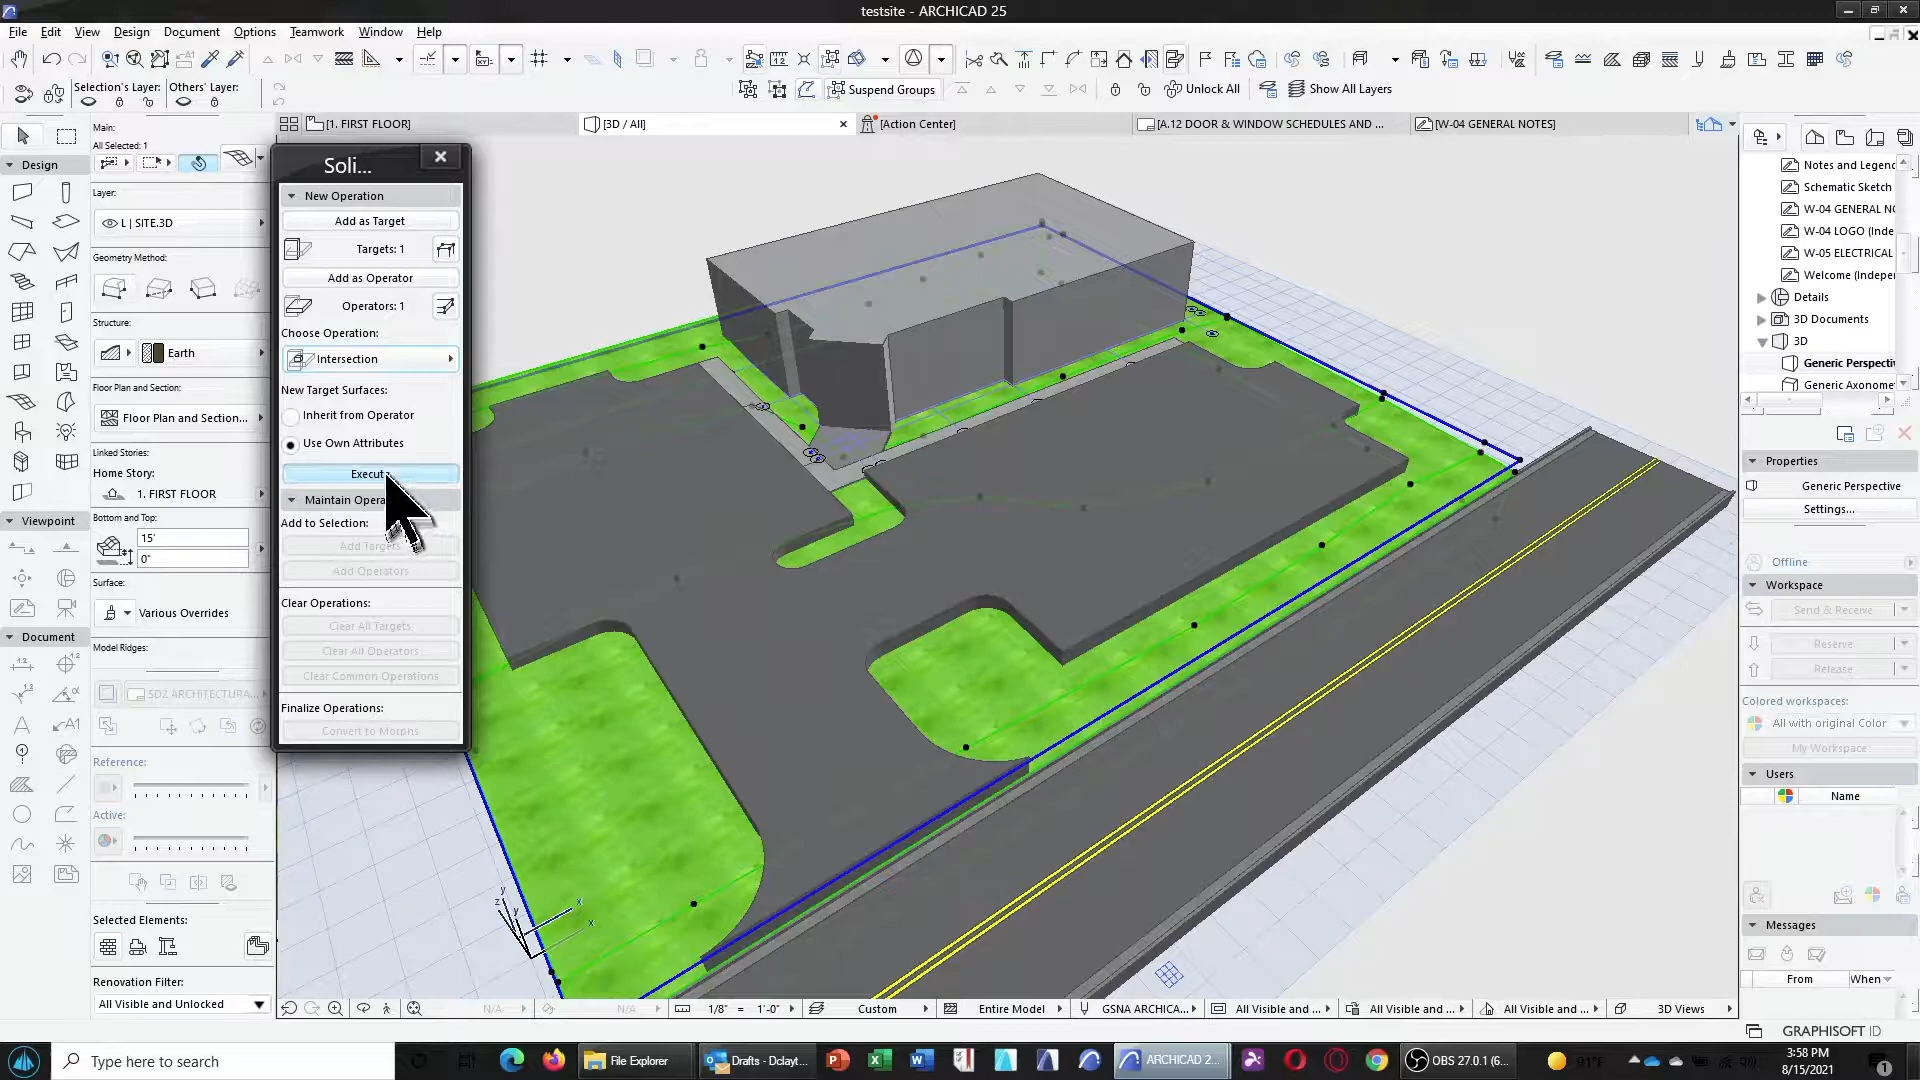 testsite - ARCHICAD 25
File Edit View Design Document Options Teamwork Window Help
Selection's Layer: Others' Layer:
Suspend Groups
Unlock All
Show All Layers
[1. FIRST FLOOR]
[3D / All]
[Action Center]
[A.12 DOOR & WINDOW SCHEDULES AND ...
[W-04 GENERAL NOTES]
Main:
All Selected: 1
Design
Layer:
L | SITE.3D
Geometry Method:
Structure:
Earth
Floor Plan and Section:
Floor Plan and Section...
Linked Stories:
Home Story:
1. FIRST FLOOR
Viewpoint
Bottom and Top:
15'
0"
Surface:
Various Overrides
Document
Model Ridges:
SD2 ARCHITECTURA...
Reference:
Active:
Selected Elements:
Renovation Filter:
All Visible and Unlocked
Soli...
New Operation
Add as Target
Targets: 1
Add as Operator
Operators: 1
Choose Operation:
Intersection
New Target Surfaces:
Inherit from Operator
Use Own Attributes
Execut
Maintain Opera
Add to Selection:
Add Targets
Add Operators
Clear Operations:
Clear All Targets
Clear All Operators
Clear Common Operations
Finalize Operations:
Convert to Morphs
y
z
y
x
x
N/A
N/A
1/8" = 1'-0"
Custom
Entire Model
GSNA ARCHICA...
All Visible and ...
All Visible and ...
All Visible and ...
3D Views
Notes and Legenc
Schematic Sketch
W-04 GENERAL NO
W-04 LOGO (Inde
W-05 ELECTRICAL
Welcome (Indeper
Details
3D Documents
3D
Generic Perspecti
Generic Axonome
Properties
Generic Perspective
Settings...
Offline
Workspace
Send & Receive
Reserve
Release
Colored workspaces:
All with original Color
My Workspace
Users
Name
Messages
From When
GRAPHISOFT ID
Type here to search
File Explorer
Drafts - Dclayt...
ARCHICAD 2...
OBS 27.0.1 (6...
91°F
3:58 PM
8/15/2021
1